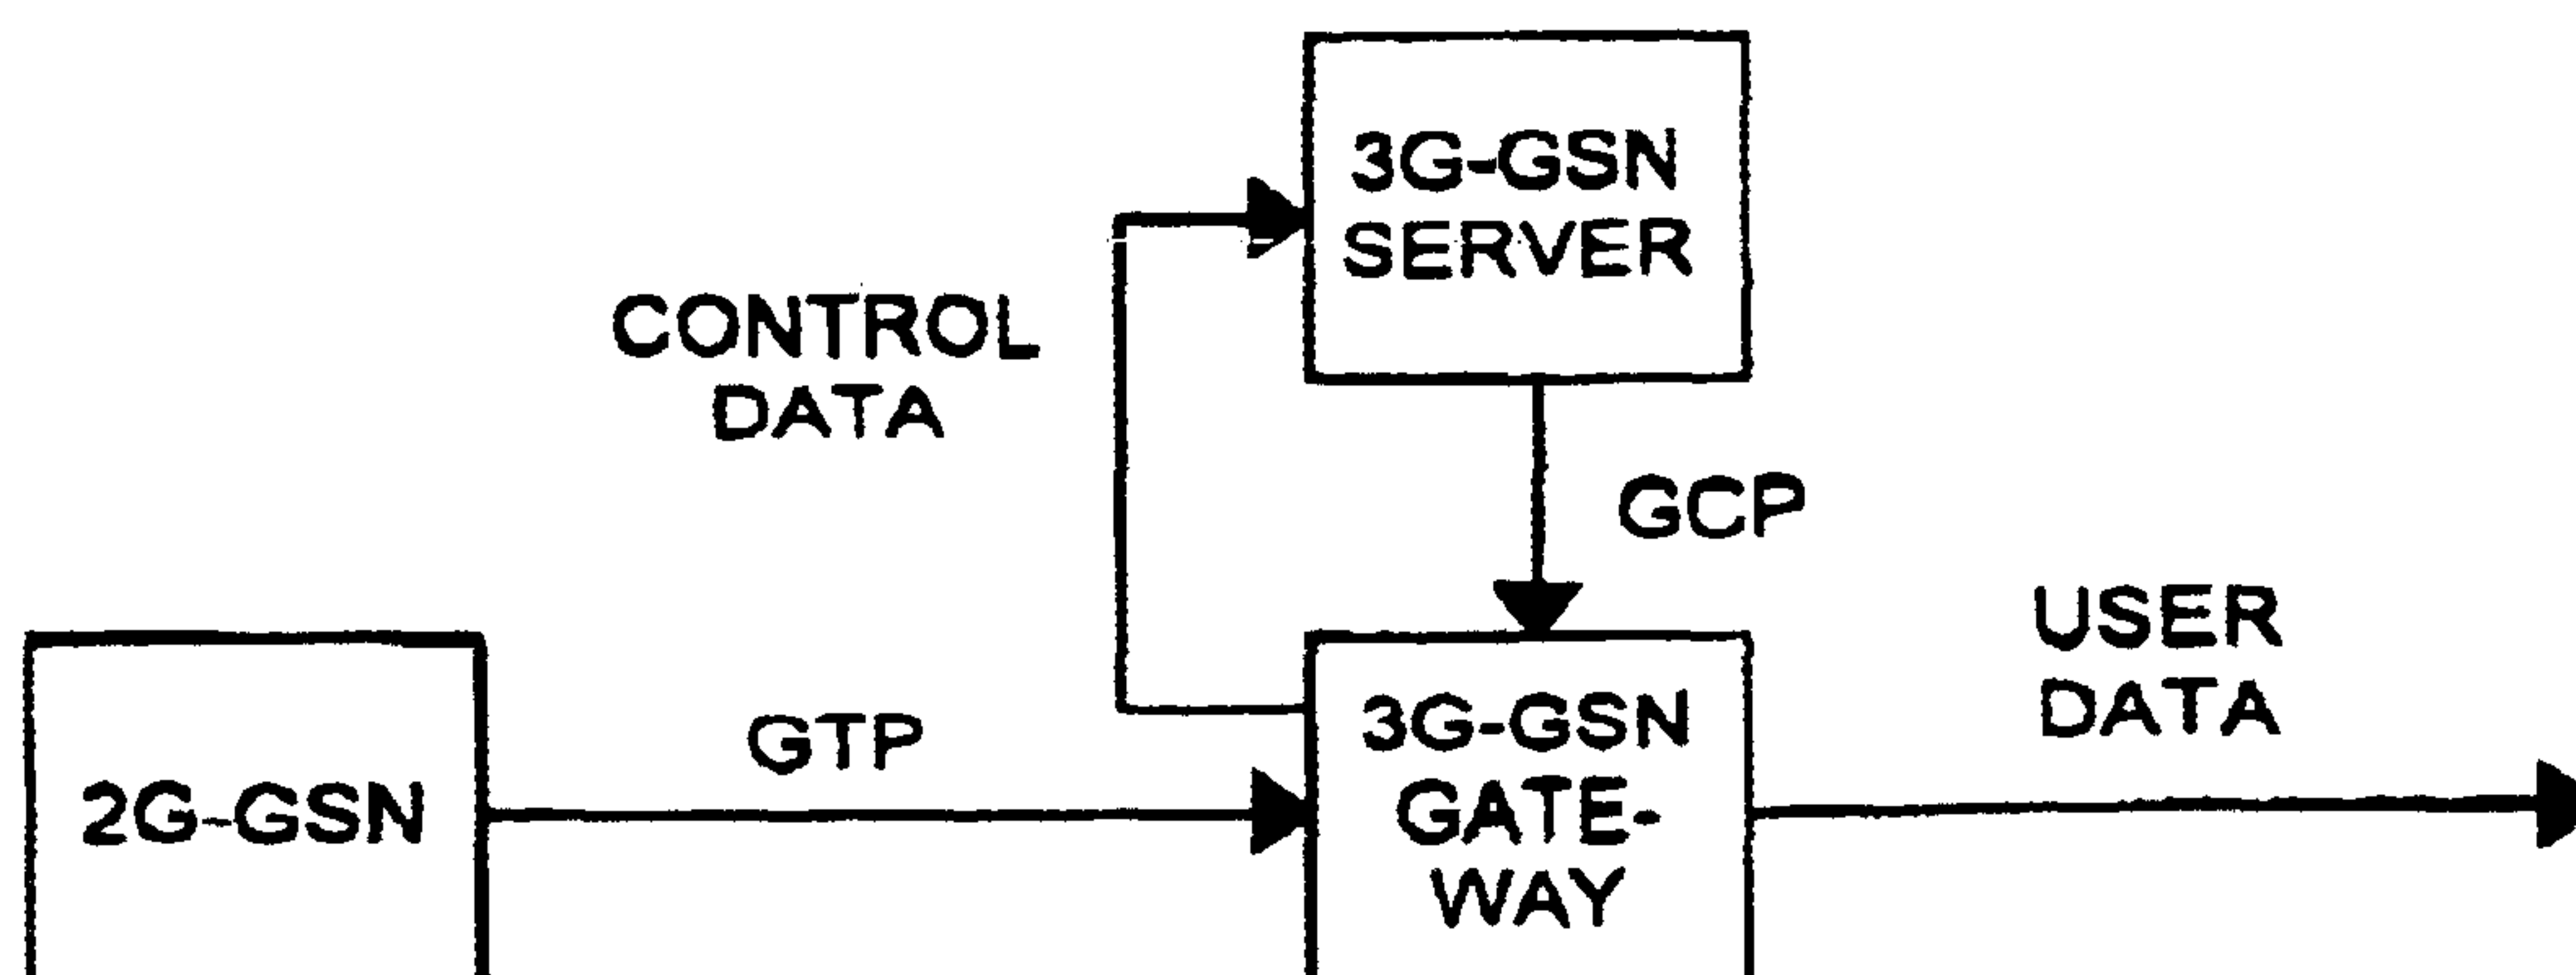 3G-GSN
SERVER
CONTROL
DATA
GCP
USER
DATA
GTP
3G-GSN
GATE-
WAY
2G-GSN